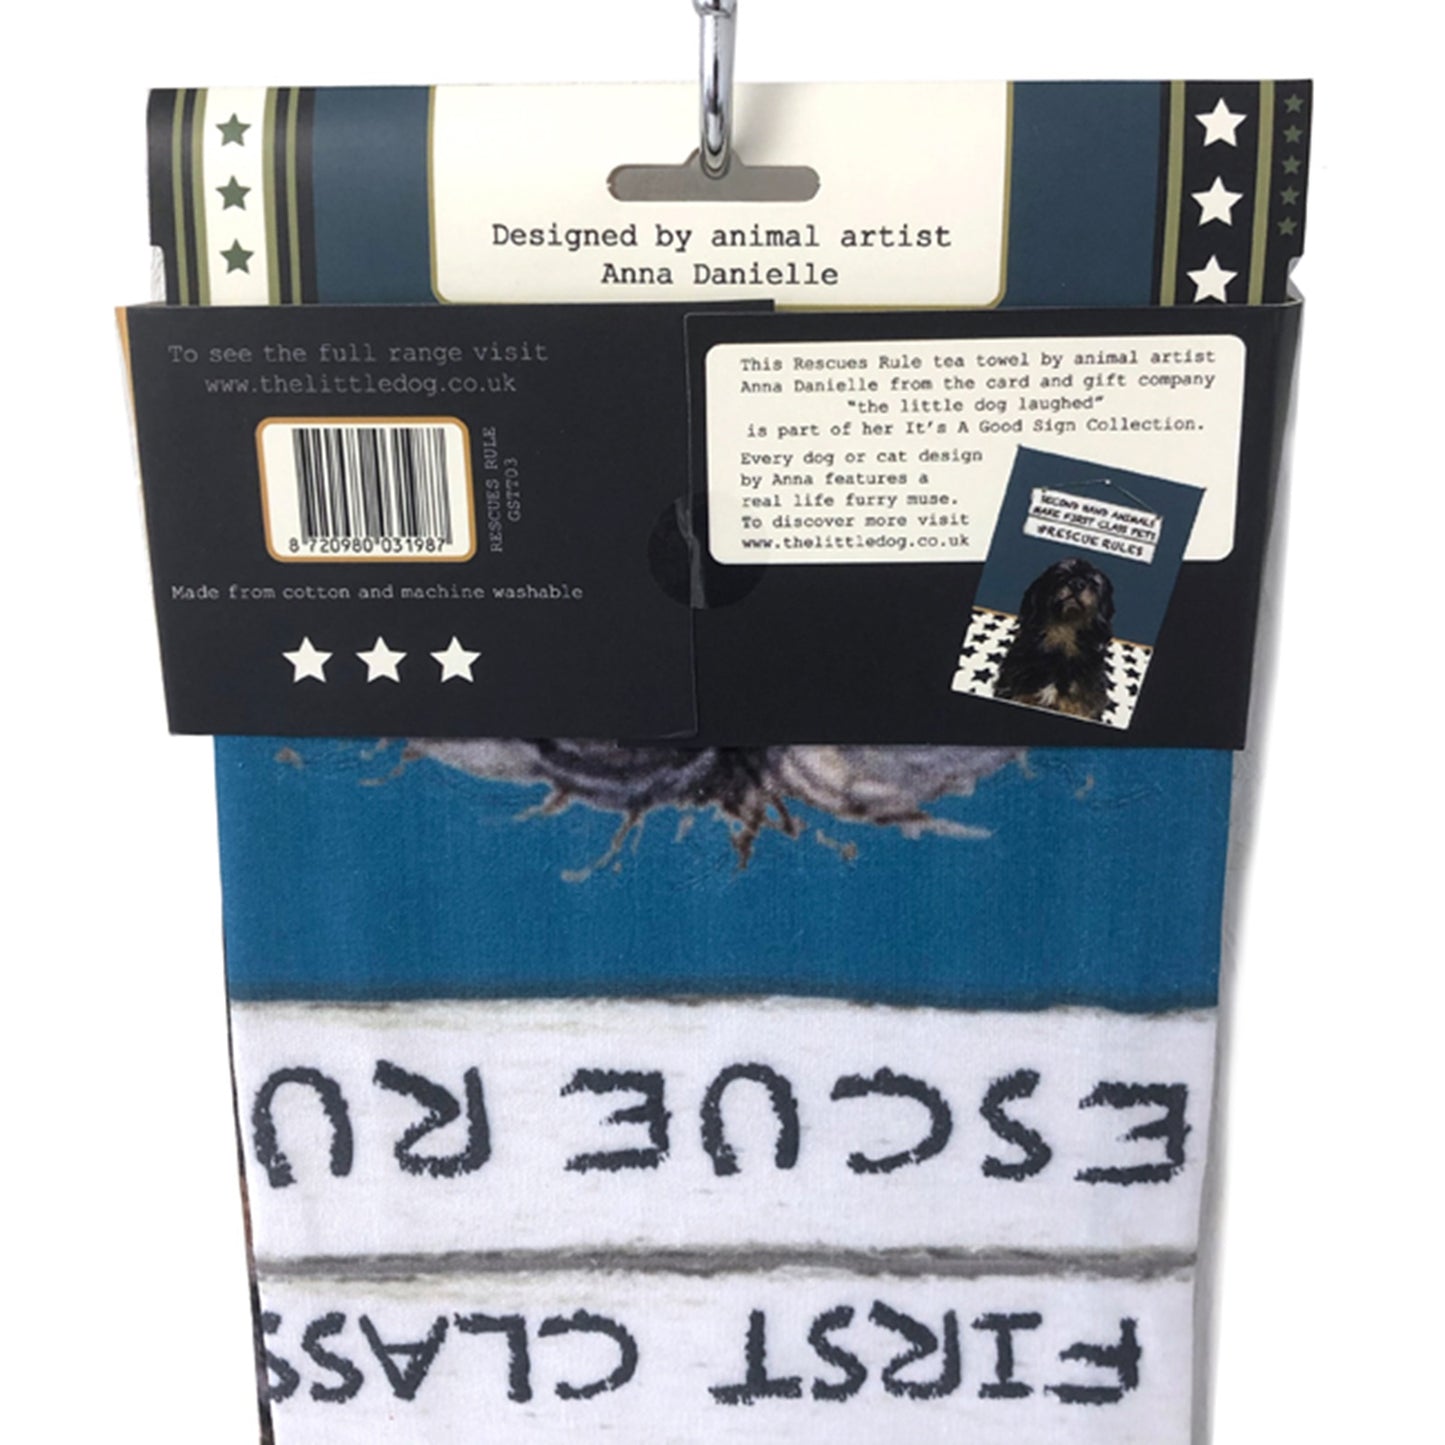 Designed by animal artist
Anna Danielle
To see the full range visit
www.thelittledog.co.uk
8 720980 031987
RESCUES RULE
GSTT03
Made from cotton and machine washable
This Rescues Rule tea towel by animal artist
Anna Danielle from the card and gift company
"the little dog laughed"
is part of her It's A Good Sign Collection.
Every dog or cat design
by Anna features a
real life furry muse.
To discover more visit
www.thelittledog.co.uk
SECOND HAND ANIMALS
MAKE FIRST CLASS PETS
#RESCUE RULES
ESCUE RU
FIRST CLASS